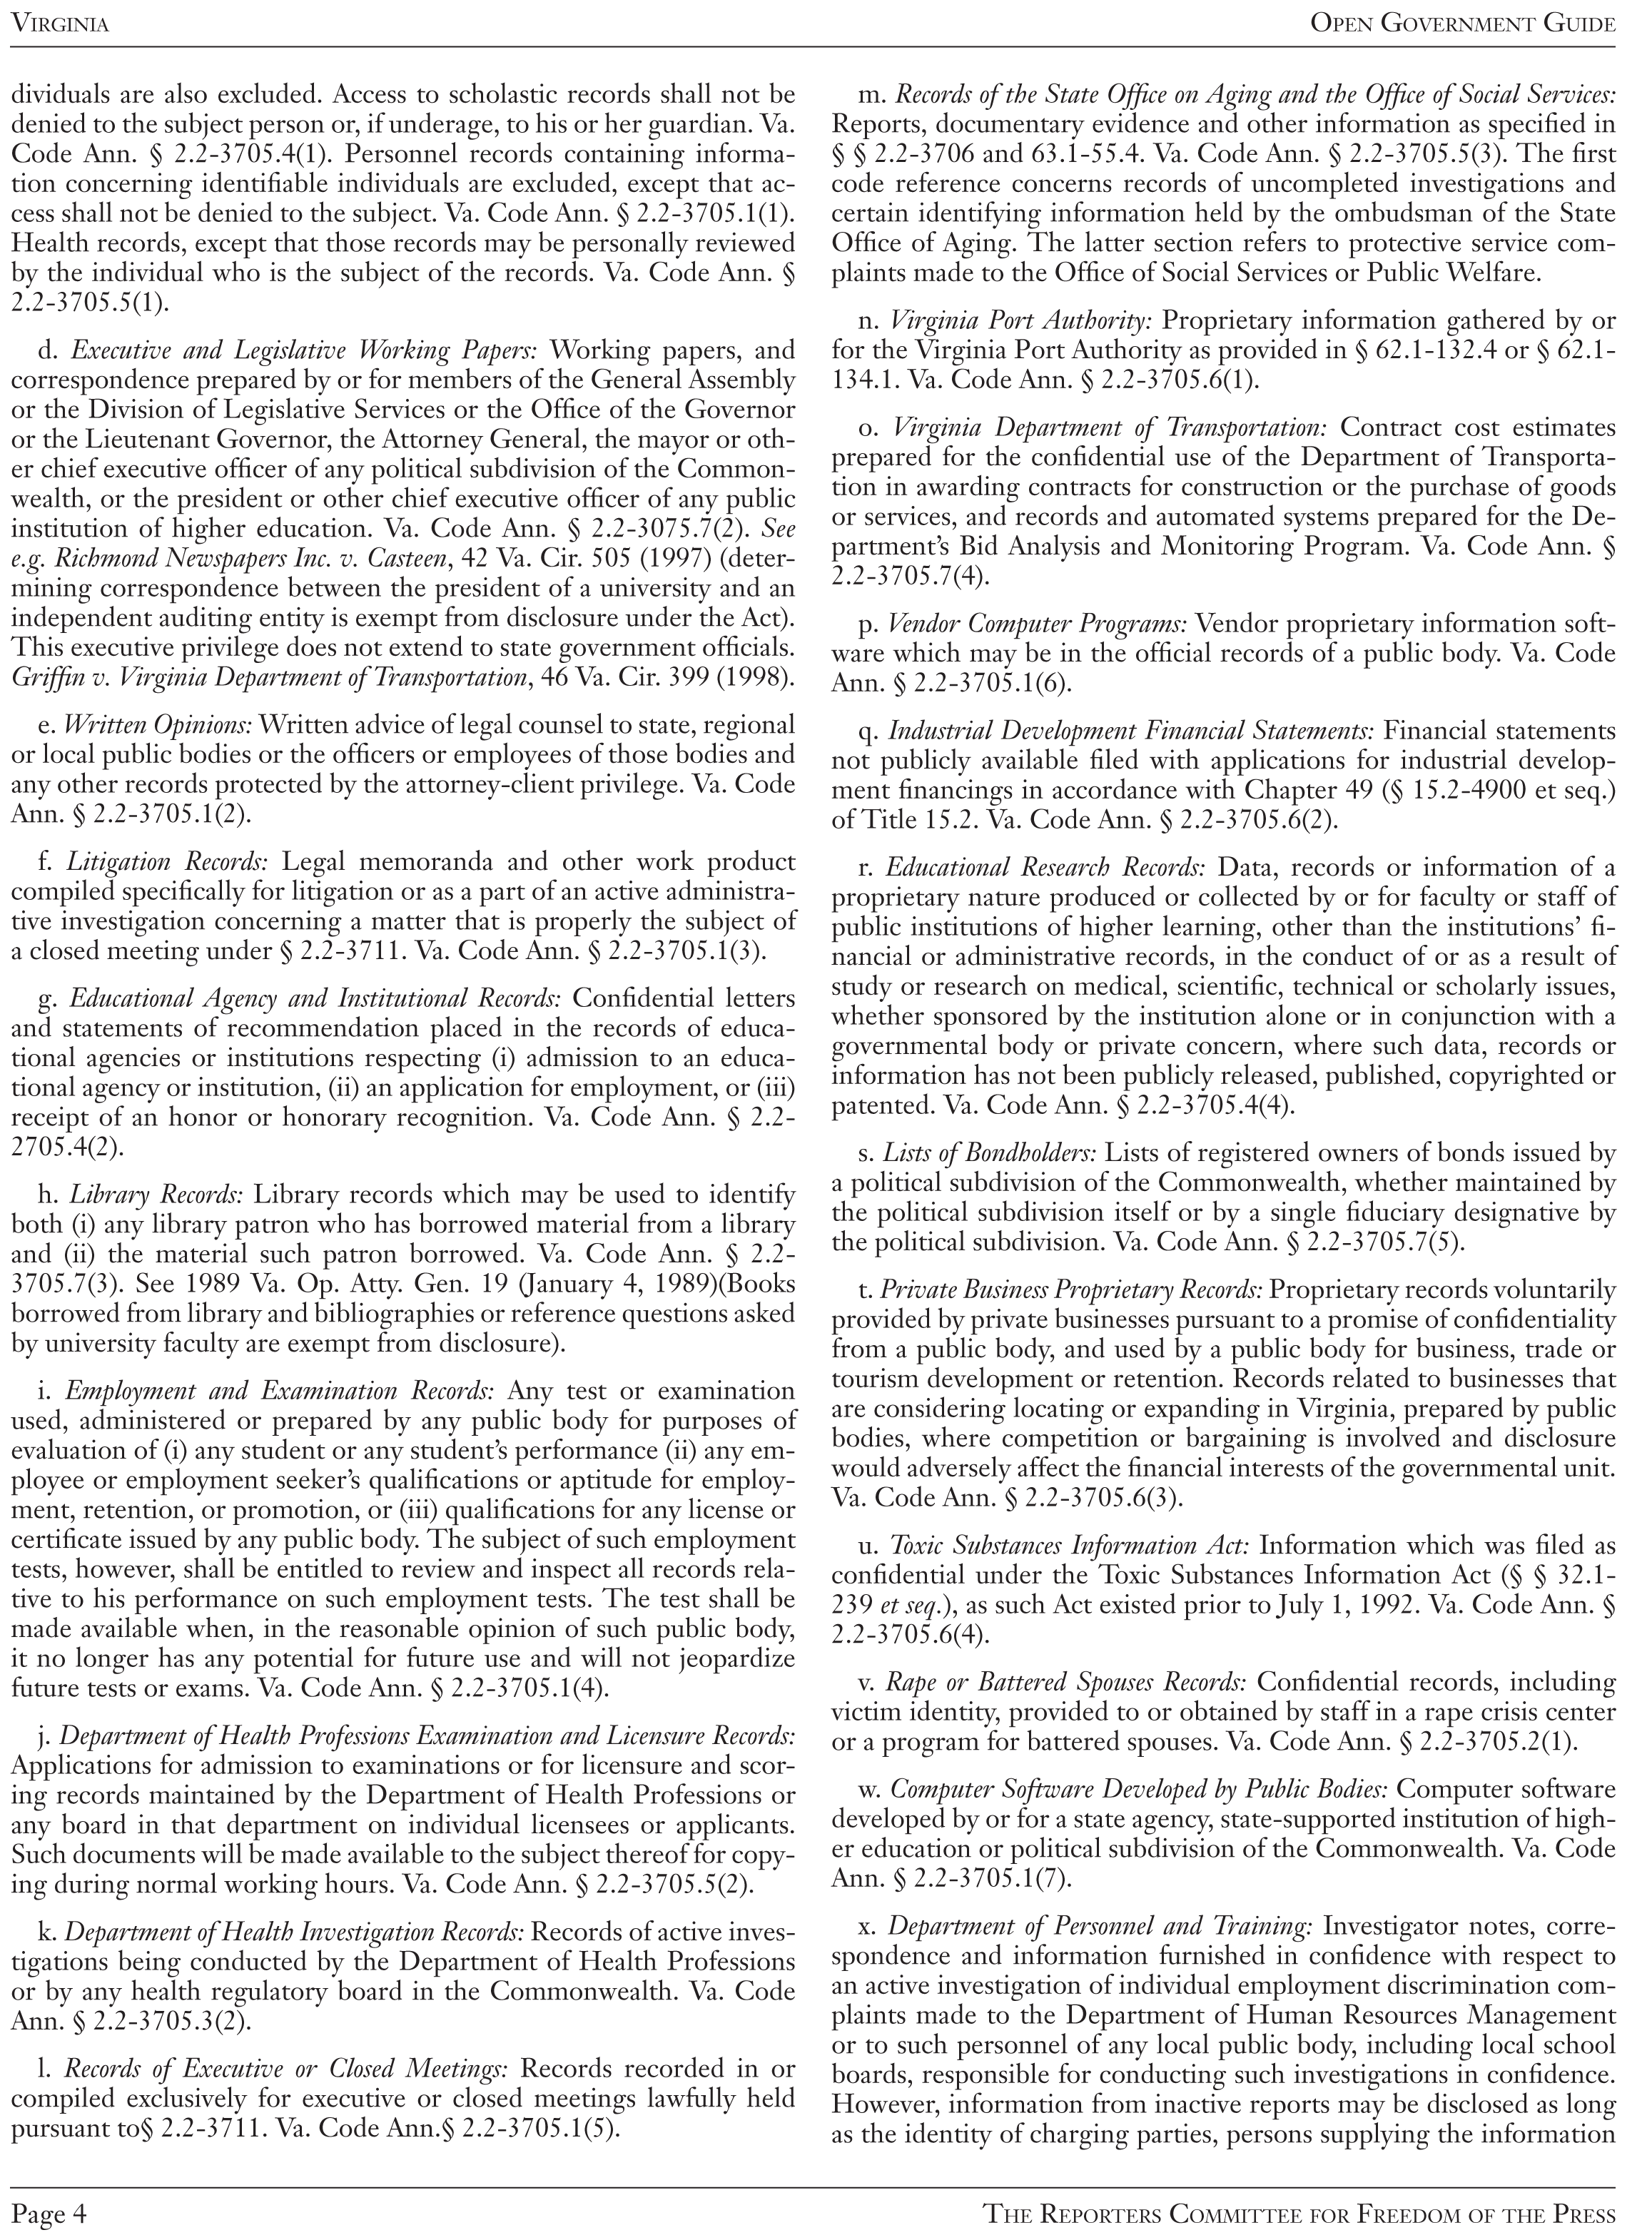 VIRGINIA
OPEN GOVERNMENT GUIDE
dividuals are also excluded. Access to scholastic records shall not be
denied to the subject person or, if underage, to his or her guardian. Va.
Code Ann. § 2.2-3705.4(1). Personnel records containing informa-
tion concerning identifiable individuals are excluded, except that ac-
cess shall not be denied to the subject. Va. Code Ann. § 2.2-3705.1(1).
Health records, except that those records may be personally reviewed
by the individual who is the subject of the records. Va. Code Ann. §
2.2-3705.5(1).
d. Executive and Legislative Working Papers: Working papers, and
correspondence prepared by or for members of the General Assembly
or the Division of Legislative Services or the Office of the Governor
or the Lieutenant Governor, the Attorney General, the mayor or oth-
er chief executive officer of any political subdivision of the Common-
wealth, or the president or other chief executive officer of any public
institution of higher education. Va. Code Ann. § 2.2-3075.7(2). See
e.g. Richmond Newspapers Inc. v. Casteen, 42 Va. Cir. 505 (1997) (deter-
mining correspondence between the president of a university and an
independent auditing entity is exempt from disclosure under the Act).
This executive privilege does not extend to state government officials.
Griffin v. Virginia Department of Transportation, 46 Va. Cir. 399 (1998).
e. Written Opinions: Written advice of legal counsel to state, regional
or local public bodies or the officers or employees of those bodies and
any other records protected by the attorney-client privilege. Va. Code
Ann. § 2.2-3705.1(2).
f. Litigation Records: Legal memoranda and other work product
compiled specifically for litigation or as a part of an active administra-
tive investigation concerning a matter that is properly the subject of
a closed meeting under § 2.2-3711. Va. Code Ann. § 2.2-3705.1(3).
g. Educational Agency and Institutional Records: Confidential letters
and statements of recommendation placed in the records of educa-
tional agencies or institutions respecting (i) admission to an educa-
tional agency or institution, (ii) an application for employment, or (iii)
receipt of an honor or honorary recognition. Va. Code Ann. § 2.2-
2705.4(2).
h. Library Records: Library records which may be used to identify
both (i) any library patron who has borrowed material from a library
and (ii) the material such patron borrowed. Va. Code Ann. § 2.2-
3705.7(3). See 1989 Va. Op. Atty. Gen. 19 (January 4, 1989)(Books
borrowed from library and bibliographies or reference questions asked
by university faculty are exempt from disclosure).
i. Employment and Examination Records: Any test or examination
used, administered or prepared by any public body for purposes of
evaluation of (i) any student or any student's performance (ii) any em-
ployee or employment seeker's qualifications or aptitude for employ-
ment, retention, or promotion, or (iii) qualifications for any license or
certificate issued by any public body. The subject of such employment
tests, however, shall be entitled to review and inspect all records rela-
tive to his performance on such employment tests. The test shall be
made available when, in the reasonable opinion of such public body,
it no longer has any potential for future use and will not jeopardize
future tests or exams. Va. Code Ann. § 2.2-3705.1(4).
j. Department of Health Professions Examination and Licensure Records:
Applications for admission to examinations or for licensure and scor-
ing records maintained by the Department of Health Professions or
any board in that department on individual licensees or applicants.
Such documents will be made available to the subject thereof for copy-
ing during normal working hours. Va. Code Ann. § 2.2-3705.5(2).
k. Department of Health Investigation Records: Records of active inves-
tigations being conducted by the Department of Health Professions
or by any health regulatory board in the Commonwealth. Va. Code
Ann. § 2.2-3705.3(2).
l. Records of Executive or Closed Meetings: Records recorded in or
compiled exclusively for executive or closed meetings lawfully held
pursuant to§ 2.2-3711. Va. Code Ann.§ 2.2-3705.1(5).
m. Records of the State Office on Aging and the Office of Social Services:
Reports, documentary evidence and other information as specified in
§ § 2.2-3706 and 63.1-55.4. Va. Code Ann. § 2.2-3705.5(3). The first
code reference concerns records of uncompleted investigations and
certain identifying information held by the ombudsman of the State
Office of Aging. The latter section refers to protective service com-
plaints made to the Office of Social Services or Public Welfare.
n. Virginia Port Authority: Proprietary information gathered by or
for the Virginia Port Authority as provided in § 62.1-132.4 or § 62.1-
134.1. Va. Code Ann. § 2.2-3705.6(1).
o. Virginia Department of Transportation: Contract cost estimates
prepared for the confidential use of the Department of Transporta-
tion in awarding contracts for construction or the purchase of goods
or services, and records and automated systems prepared for the De-
partment's Bid Analysis and Monitoring Program. Va. Code Ann. §
2.2-3705.7(4).
p. Vendor Computer Programs: Vendor proprietary information soft-
ware which may be in the official records of a public body. Va. Code
Ann. § 2.2-3705.1(6).
q. Industrial Development Financial Statements: Financial statements
not publicly available filed with applications for industrial develop-
ment financings in accordance with Chapter 49 (§ 15.2-4900 et seq.)
of Title 15.2. Va. Code Ann. § 2.2-3705.6(2).
r. Educational Research Records: Data, records or information of a
proprietary nature produced or collected by or for faculty or staff of
public institutions of higher learning, other than the institutions' fi-
nancial or administrative records, in the conduct of or as a result of
study or research on medical, scientific, technical or scholarly issues,
whether sponsored by the institution alone or in conjunction with a
governmental body or private concern, where such data, records or
information has not been publicly released, published, copyrighted or
patented. Va. Code Ann. § 2.2-3705.4(4).
s. Lists of Bondholders: Lists of registered owners of bonds issued by
a political subdivision of the Commonwealth, whether maintained by
the political subdivision itself or by a single fiduciary designative by
the political subdivision. Va. Code Ann. § 2.2-3705.7(5).
t. Private Business Proprietary Records: Proprietary records voluntarily
provided by private businesses pursuant to a promise of confidentiality
from a public body, and used by a public body for business, trade or
tourism development or retention. Records related to businesses that
are considering locating or expanding in Virginia, prepared by public
bodies, where competition or bargaining is involved and disclosure
would adversely affect the financial interests of the governmental unit.
Va. Code Ann. § 2.2-3705.6(3).
u. Toxic Substances Information Act: Information which was filed as
confidential under the Toxic Substances Information Act (§ § 32.1-
239 et seq.), as such Act existed prior to July 1, 1992. Va. Code Ann. §
2.2-3705.6(4).
v. Rape or Battered Spouses Records: Confidential records, including
victim identity, provided to or obtained by staff in a rape crisis center
or a program for battered spouses. Va. Code Ann. § 2.2-3705.2(1).
w. Computer Software Developed by Public Bodies: Computer software
developed by or for a state agency, state-supported institution of high-
er education or political subdivision of the Commonwealth. Va. Code
Ann. § 2.2-3705.1(7).
x. Department of Personnel and Training: Investigator notes, corre-
spondence and information furnished in confidence with respect to
an active investigation of individual employment discrimination com-
plaints made to the Department of Human Resources Management
or to such personnel of any local public body, including local school
boards, responsible for conducting such investigations in confidence.
However, information from inactive reports may be disclosed as long
as the identity of charging parties, persons supplying the information
Page 4
THE REPORTERS COMMITTEE FOR FREEDOM OF THE PRESS